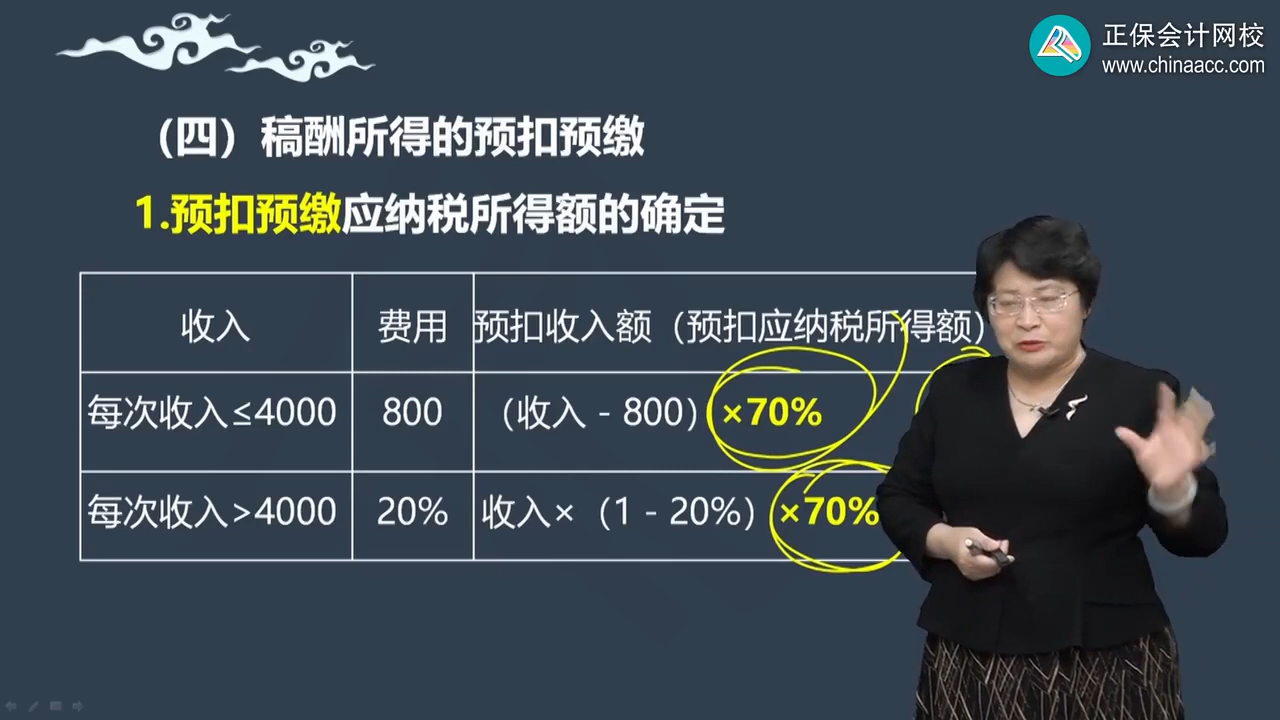 正保会计网校
www.chinaacc.com
（四）稿酬所得的预扣预缴
1.预扣预缴应纳税所得额的确定
收入 费用 预扣收入额（预扣应纳税所得额）
每次收入≤4000 800 （收入－800）×70%
每次收入>4000 20% 收入×（1－20%）×70%